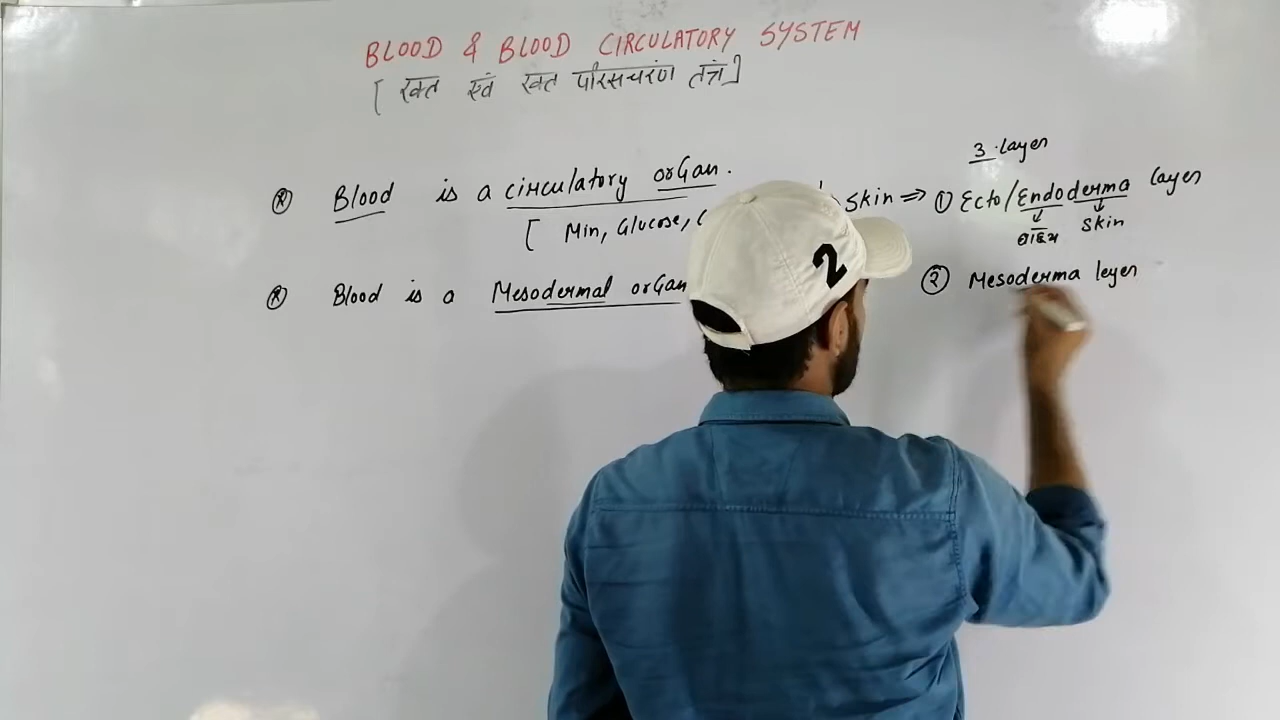 BLOOD & BLOOD CIRCULATORY SYSTEM
[ रक्त एवं रक्त परिसंचरण तंत्र ]
Blood is a circulatory orGan.
[ Min, Glucose,
Blood is a Mesodermal orGan
3 layer
Skin ⇒ ① Ecto/Endoderma layer
बाह्य Skin
② Mesoderma leyer
2